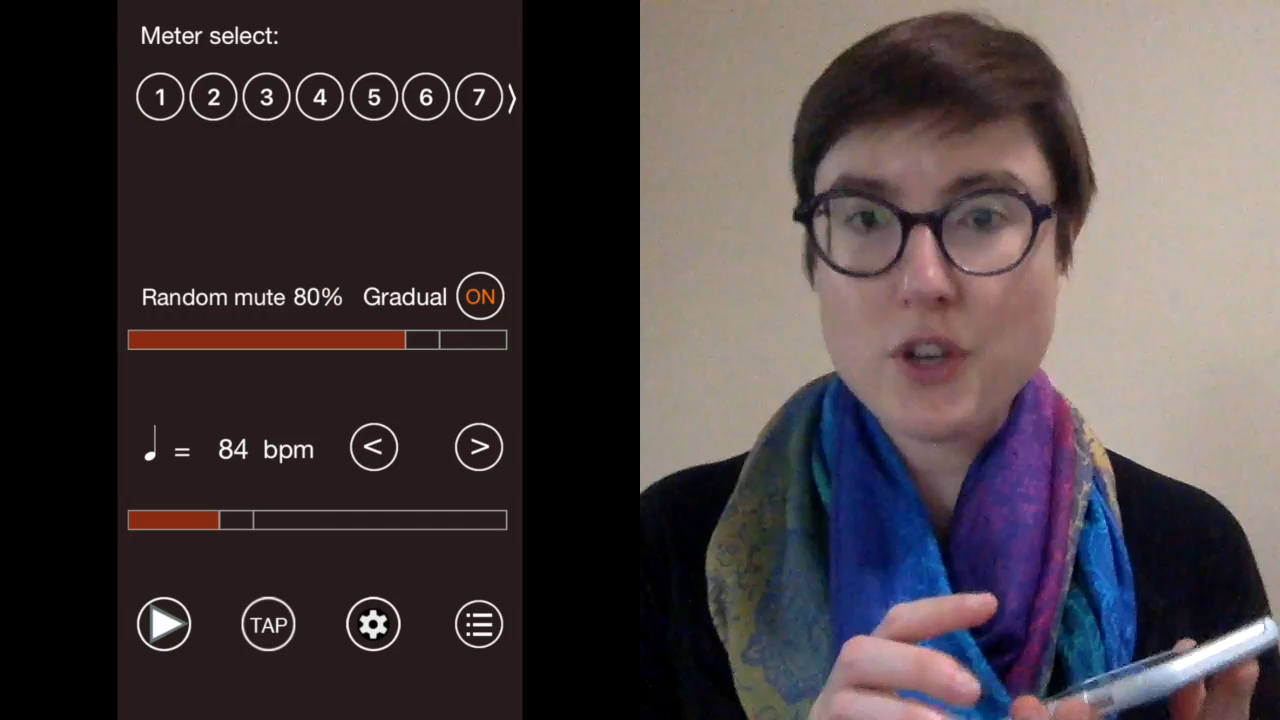 Meter select:
1 2 3 4 5 6 7 ⟩
Random mute 80% Gradual ON
♩ = 84 bpm < >
TAP